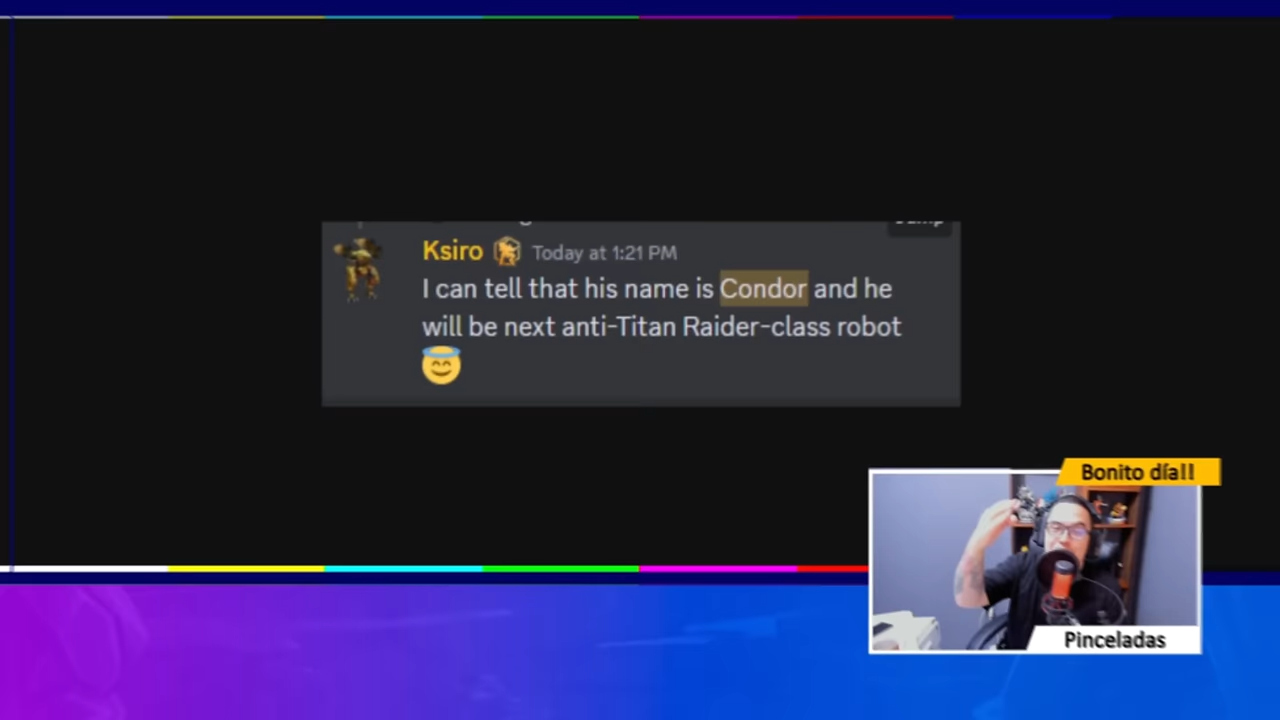 Ksiro Today at 1:21 PM
I can tell that his name is Condor and he
will be next anti-Titan Raider-class robot
Bonito día!!
Pinceladas